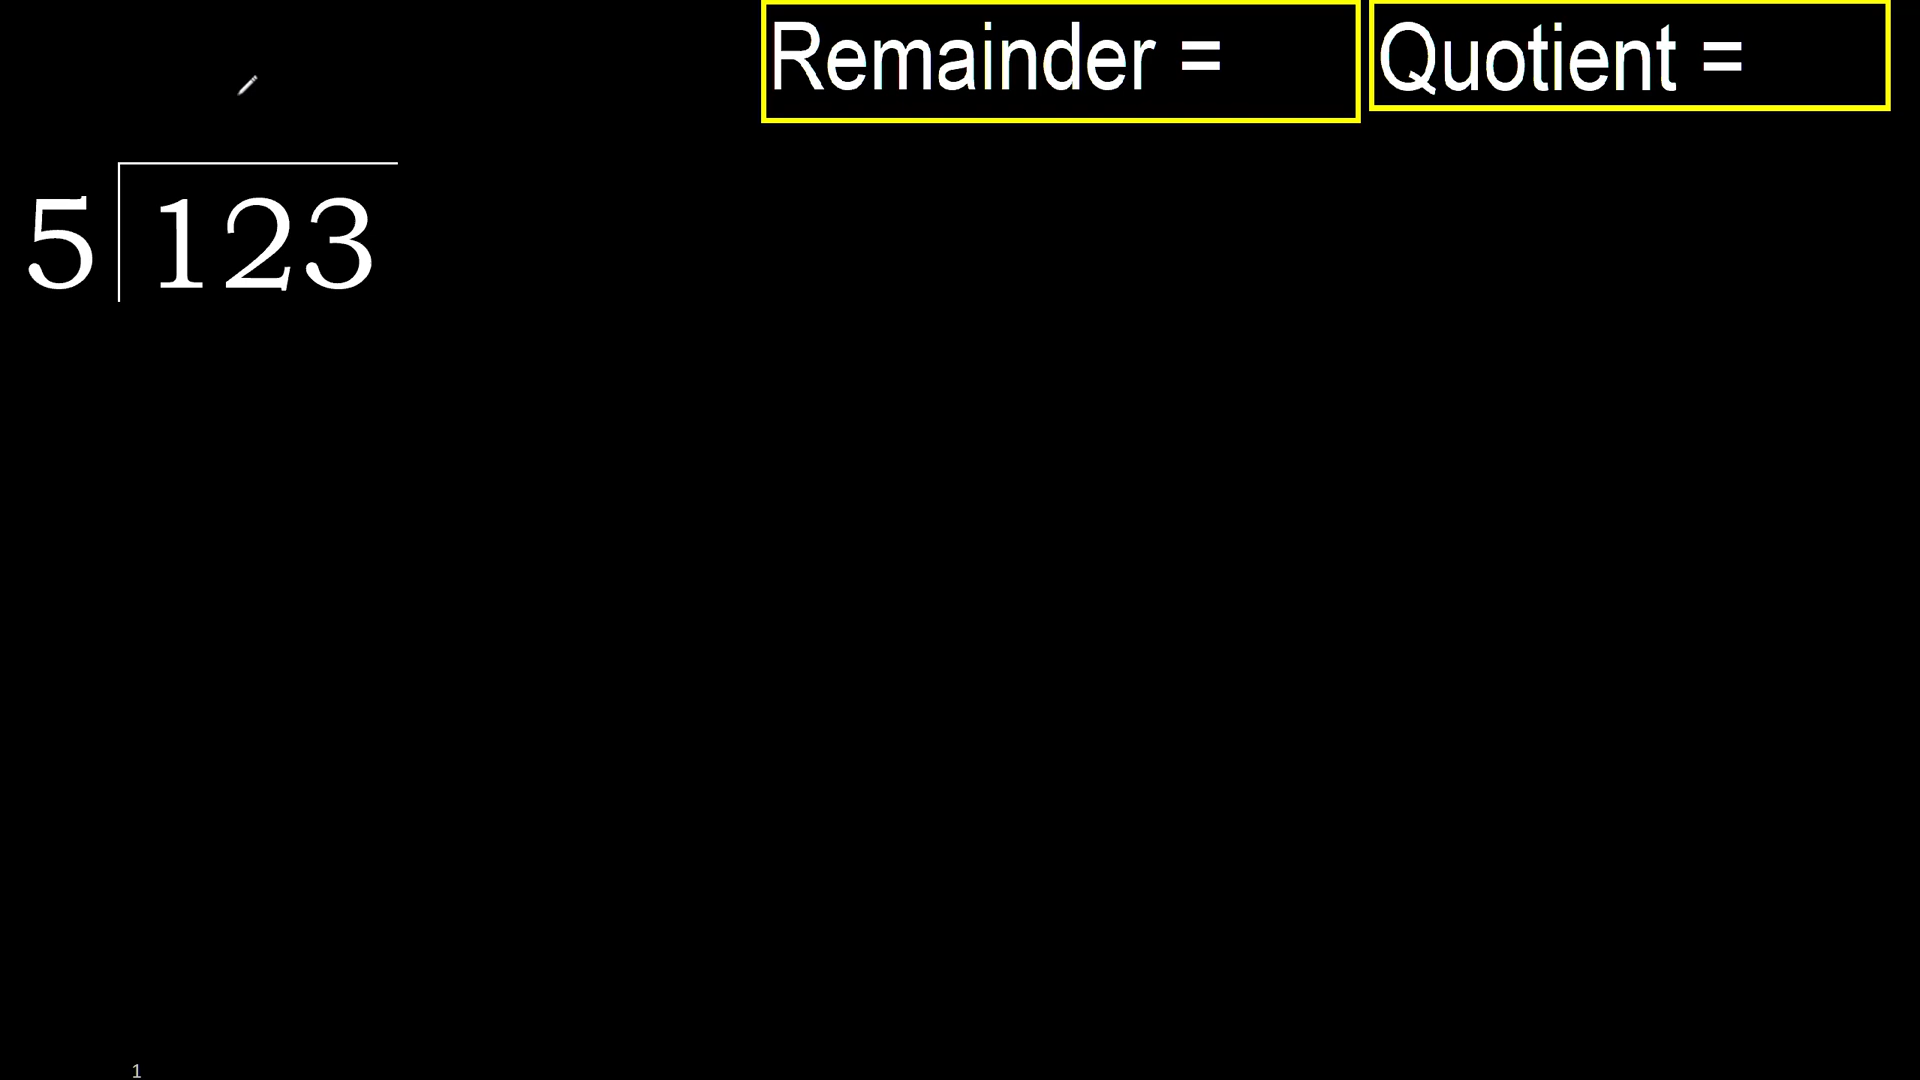 Remainder = Quotient =
5 123
1